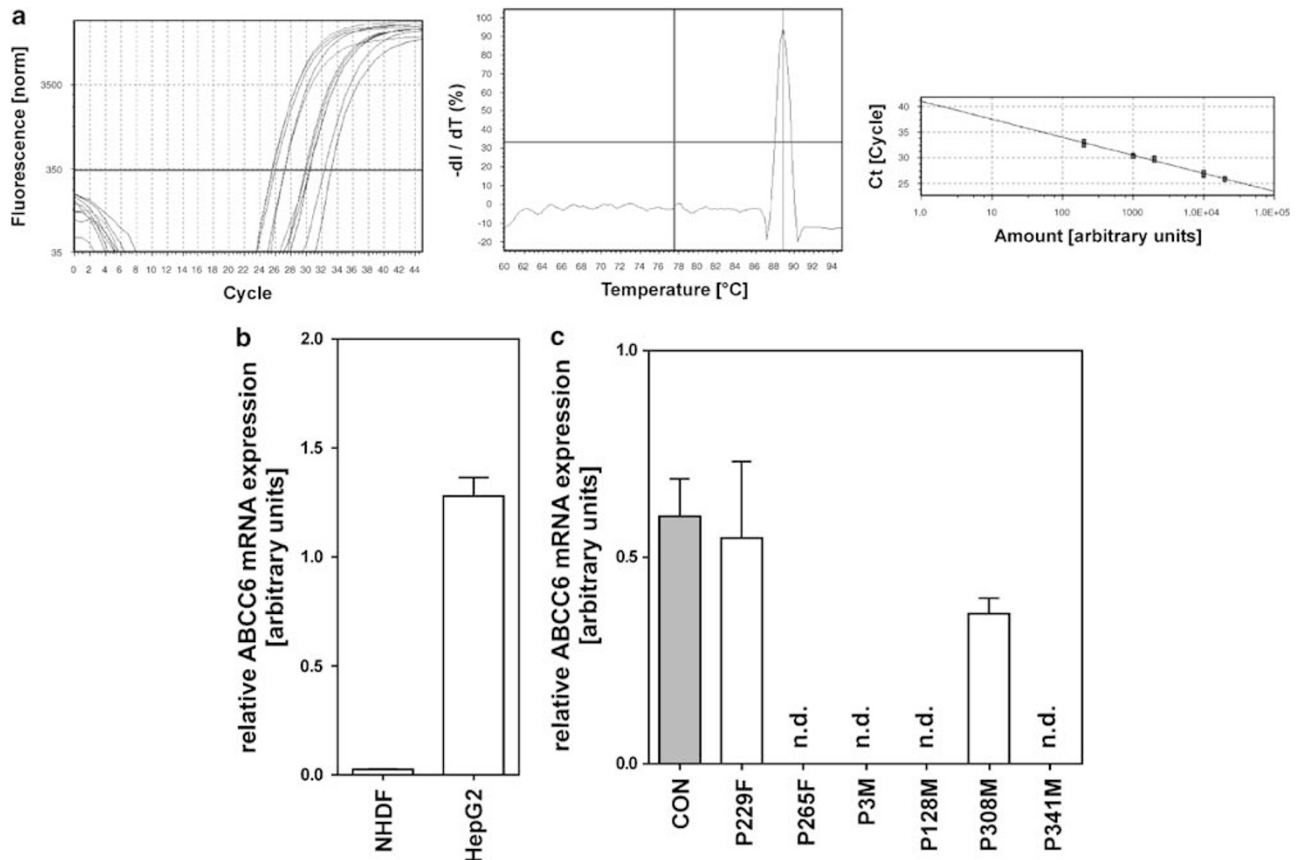 a
Fluorescence [norm]
3500
350
35
0 2 4 6 8 10 12 14 16 18 20 22 24 26 28 30 32 34 36 38 40 42 44
Cycle
-dI / dT (%)
100
90
80
70
60
50
40
30
20
10
0
-10
-20
60 62 64 66 68 70 72 74 76 78 80 82 84 86 88 90 92 94
Temperature [°C]
Ct [Cycle]
40
35
30
25
1,0 10 100 1000 1,0E+04 1,0E+05
Amount [arbitrary units]
b
relative ABCC6 mRNA expression
[arbitrary units]
2.0
1.5
1.0
0.5
0.0
NHDF
HepG2
c
relative ABCC6 mRNA expression
[arbitrary units]
1.0
0.5
0.0
n.d.
n.d.
n.d.
n.d.
CON
P229F
P265F
P3M
P128M
P308M
P341M